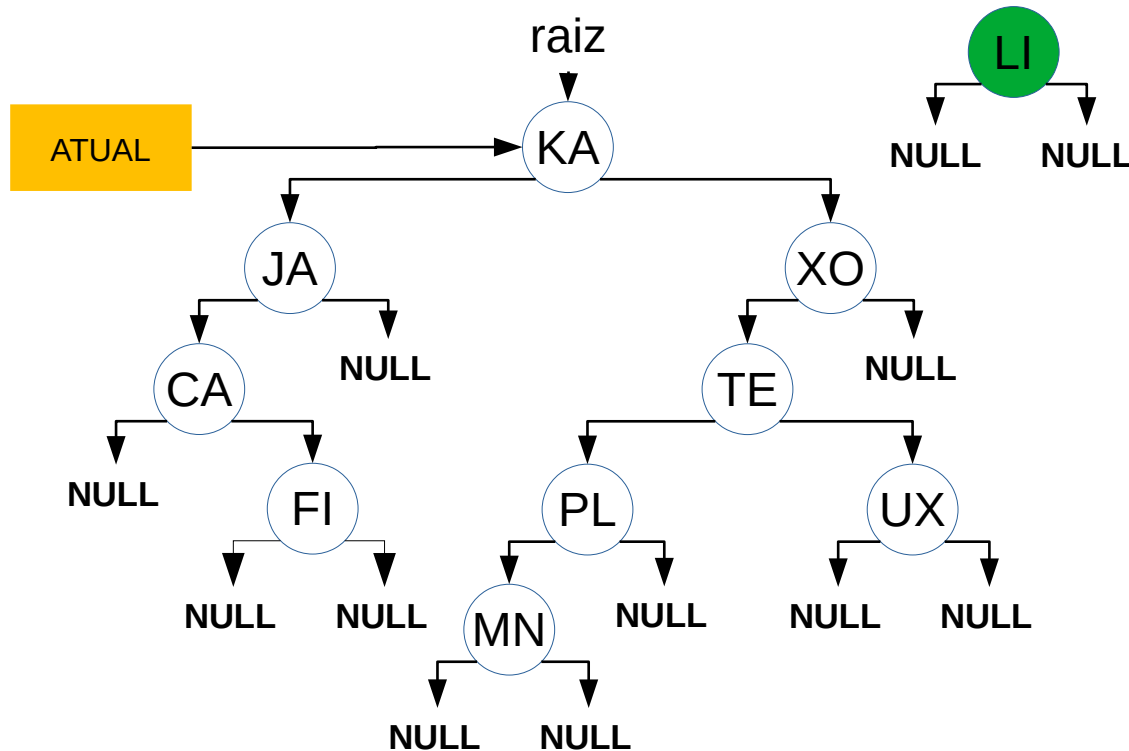 raiz
LI
ATUAL
KA
NULL
NULL
JA
XO
NULL
NULL
CA
TE
NULL
FI
PL
UX
NULL
NULL
NULL
NULL
NULL
MN
NULL
NULL